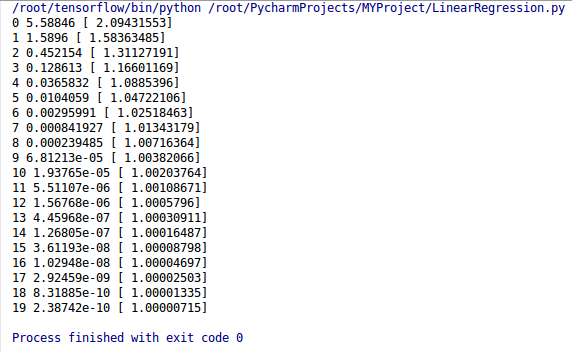 /root/tensorflow/bin/python /root/PycharmProjects/MYProject/LinearRegression.py
0 5.58846 [ 2.09431553]
1 1.5896 [ 1.58363485]
2 0.452154 [ 1.31127191]
3 0.128613 [ 1.16601169]
4 0.0365832 [ 1.0885396]
5 0.0104059 [ 1.04722106]
6 0.00295991 [ 1.02518463]
7 0.000841927 [ 1.01343179]
8 0.000239485 [ 1.00716364]
9 6.81213e-05 [ 1.00382066]
10 1.93765e-05 [ 1.00203764]
11 5.51107e-06 [ 1.00108671]
12 1.56768e-06 [ 1.0005796]
13 4.45968e-07 [ 1.00030911]
14 1.26805e-07 [ 1.00016487]
15 3.61193e-08 [ 1.00008798]
16 1.02948e-08 [ 1.00004697]
17 2.92459e-09 [ 1.00002503]
18 8.31885e-10 [ 1.00001335]
19 2.38742e-10 [ 1.00000715]
Process finished with exit code 0